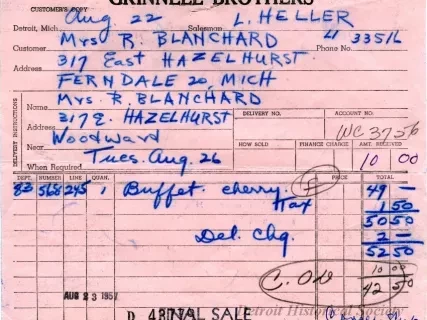 GRINNELL BROTHERS
CUSTOMER'S COPY
Detroit, Mich. Aug 22 Salesman L. HELLER
Customer Mrs R. BLANCHARD Phone No. 33516
Address 317 East HAZELHURST
FERNDALE 20, MICH
DELIVERY INSTRUCTIONS
Name Mrs. R. BLANCHARD
Address 317 E. HAZELHURST
Near Woodward
When Required Tues. Aug. 26
DELIVERY NO. ACCOUNT NO.
WC 3756
HOW SOLD FINANCE CHARGE AMT. RECEIVED
10 00
DEPT. NUMBER LINE QUAN. PRICE TOTAL
83 568 245 1 Buffet cherry. F 49 —
Tax 1 50
50 50
Del. Chg. 2 —
52 50
10 00
C. OD 42 50
AUG 23 1957
FINAL SALE
Detroit Historical Society